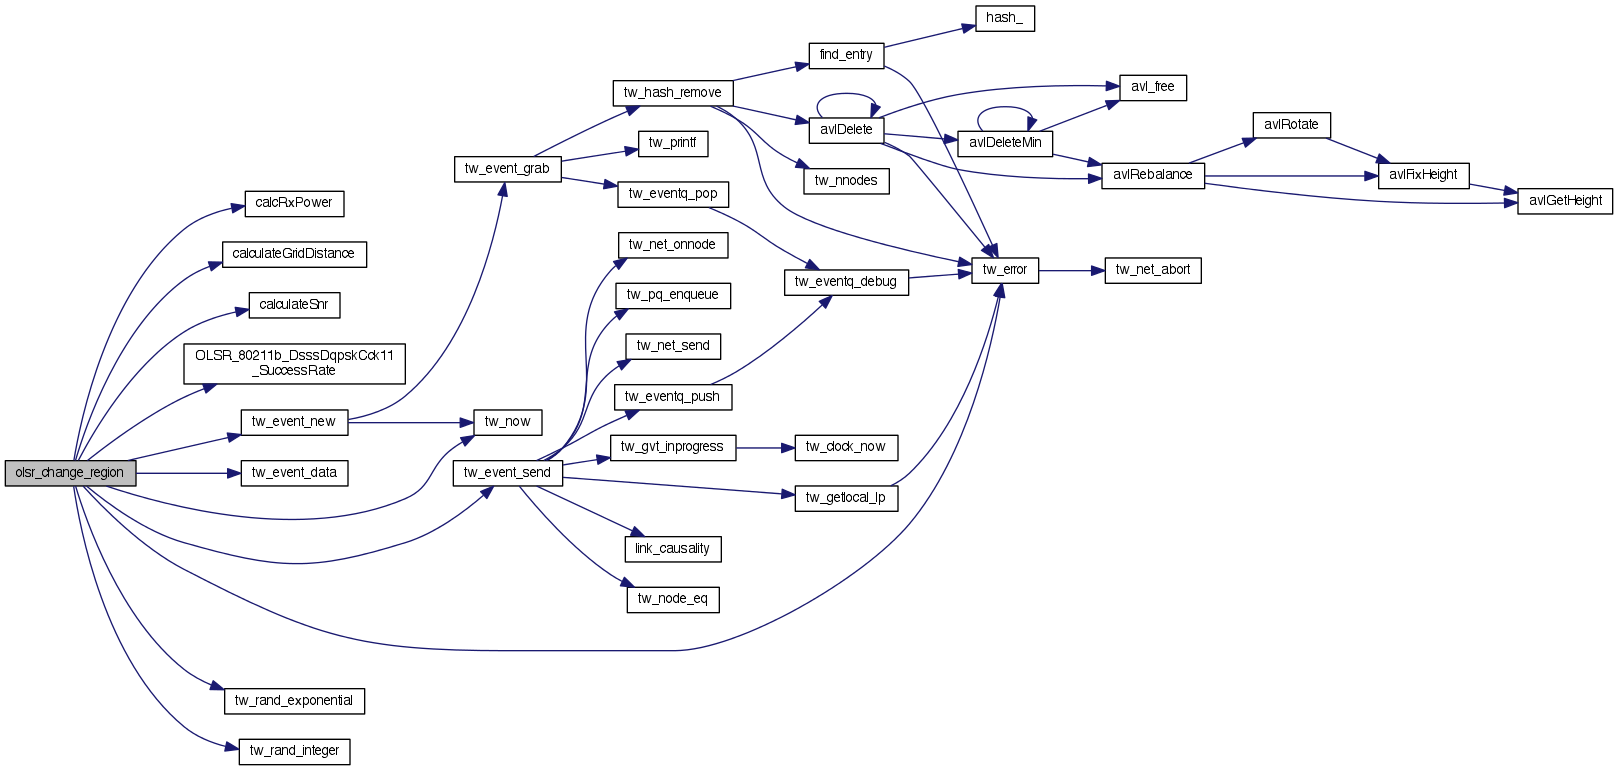 hash_
find_entry
avl_free
tw_hash_remove
avlRotate
avlDelete
tw_printf
avlDeleteMin
tw_event_grab
avlRebalance
avlFixHeight
tw_nnodes
tw_eventq_pop
avlGetHeight
calcRxPower
tw_net_onnode
calculateGridDistance
tw_error
tw_net_abort
tw_eventq_debug
tw_pq_enqueue
calculateSnr
tw_net_send
OLSR_80211b_DsssDqpskCck11
_SuccessRate
tw_eventq_push
tw_event_new
tw_now
tw_gvt_inprogress
tw_clock_now
olsr_change_region
tw_event_data
tw_event_send
tw_getlocal_lp
link_causality
tw_node_eq
tw_rand_exponential
tw_rand_integer